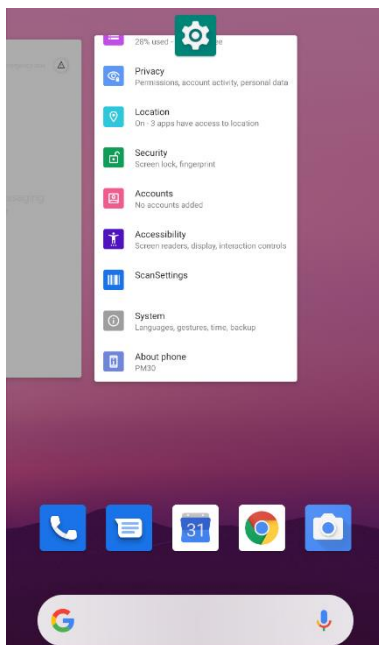 28% used -
Privacy
Permissions, account activity, personal data
Location
On - 3 apps have access to location
Security
Screen lock, fingerprint
Accounts
No accounts added
Accessibility
Screen readers, display, interaction controls
ScanSettings
System
Languages, gestures, time, backup
About phone
PM30
31
G